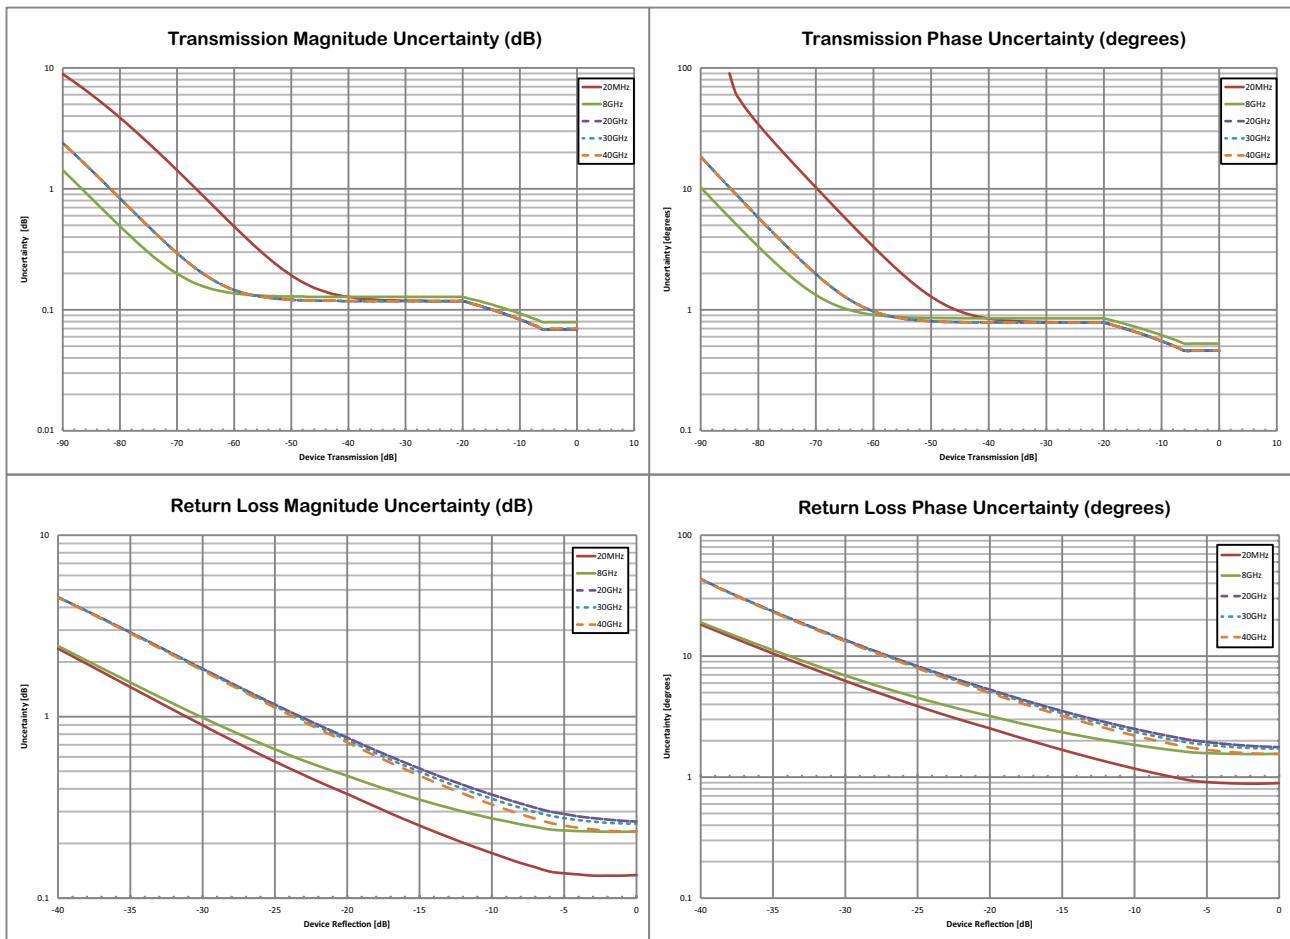 Transmission Magnitude Uncertainty (dB)
10
1
0.1
0.01
Uncertainty [dB]
-90 -80 -70 -60 -50 -40 -30 -20 -10 0 10
Device Transmission [dB]
20MHz
8GHz
20GHz
30GHz
40GHz
Transmission Phase Uncertainty (degrees)
100
10
1
0.1
Uncertainty [degrees]
-90 -80 -70 -60 -50 -40 -30 -20 -10 0 10
Device Transmission [dB]
20MHz
8GHz
20GHz
30GHz
40GHz
Return Loss Magnitude Uncertainty (dB)
10
1
0.1
Uncertainty [dB]
-40 -35 -30 -25 -20 -15 -10 -5 0
Device Reflection [dB]
20MHz
8GHz
20GHz
30GHz
40GHz
Return Loss Phase Uncertainty (degrees)
100
10
1
0.1
Uncertainty [degrees]
-40 -35 -30 -25 -20 -15 -10 -5 0
Device Reflection [dB]
20MHz
8GHz
20GHz
30GHz
40GHz